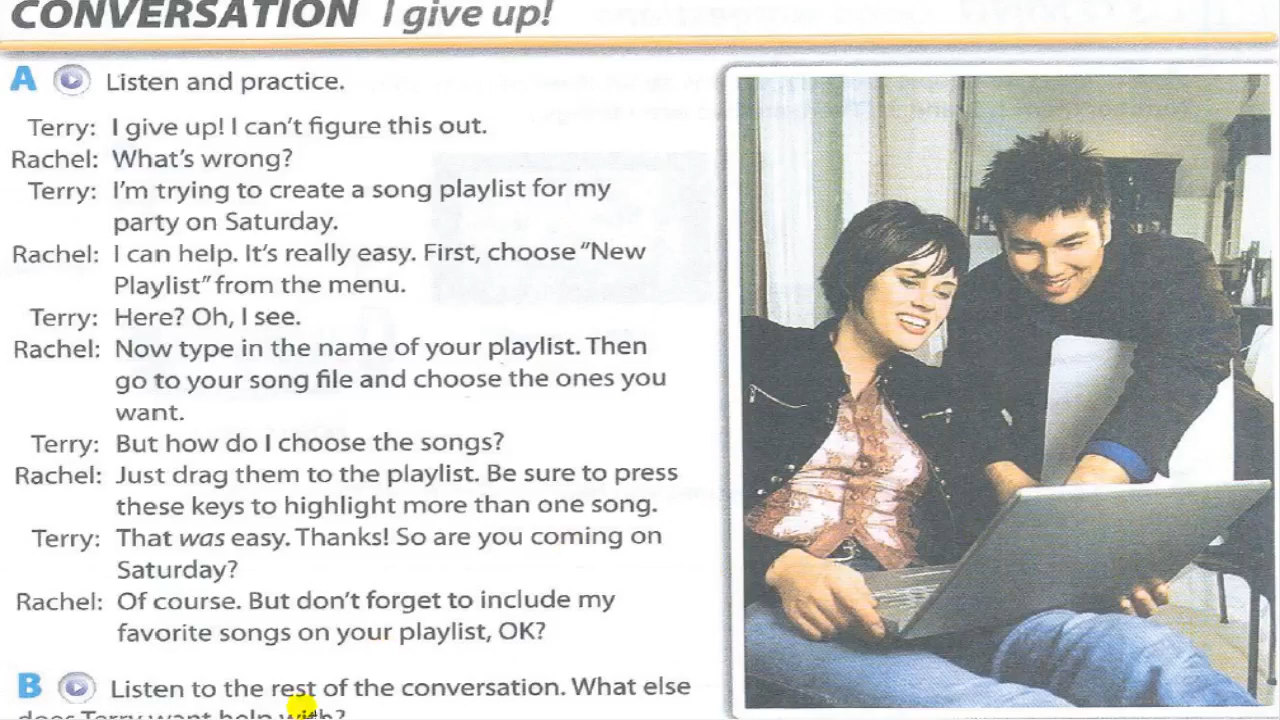 CONVERSATION I give up!
A Listen and practice.
Terry: I give up! I can't figure this out.
Rachel: What's wrong?
Terry: I'm trying to create a song playlist for my
party on Saturday.
Rachel: I can help. It's really easy. First, choose “New
Playlist” from the menu.
Terry: Here? Oh, I see.
Rachel: Now type in the name of your playlist. Then
go to your song file and choose the ones you
want.
Terry: But how do I choose the songs?
Rachel: Just drag them to the playlist. Be sure to press
these keys to highlight more than one song.
Terry: That was easy. Thanks! So are you coming on
Saturday?
Rachel: Of course. But don't forget to include my
favorite songs on your playlist, OK?
B Listen to the rest of the conversation. What else
does Terry want help with?